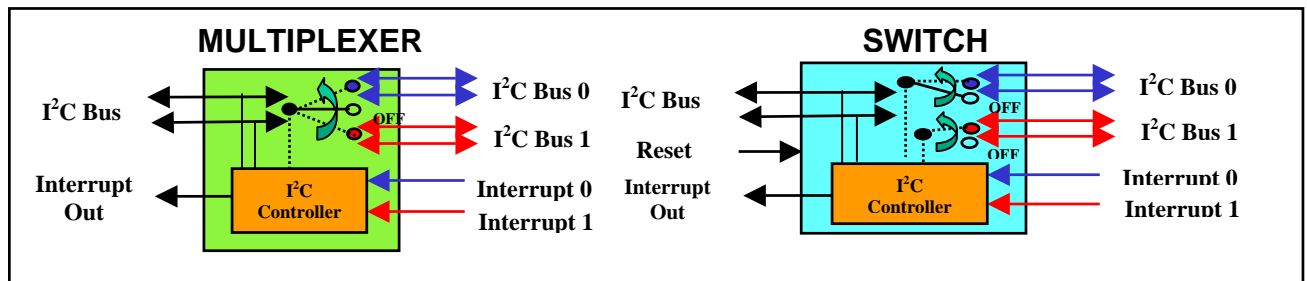 MULTIPLEXER
I²C Bus
I²C Bus 0
OFF
I²C Bus 1
Interrupt
Out
I²C
Controller
Interrupt 0
Interrupt 1
SWITCH
I²C Bus
Reset
Interrupt
Out
I²C Bus 0
OFF
I²C Bus 1
OFF
I²C
Controller
Interrupt 0
Interrupt 1